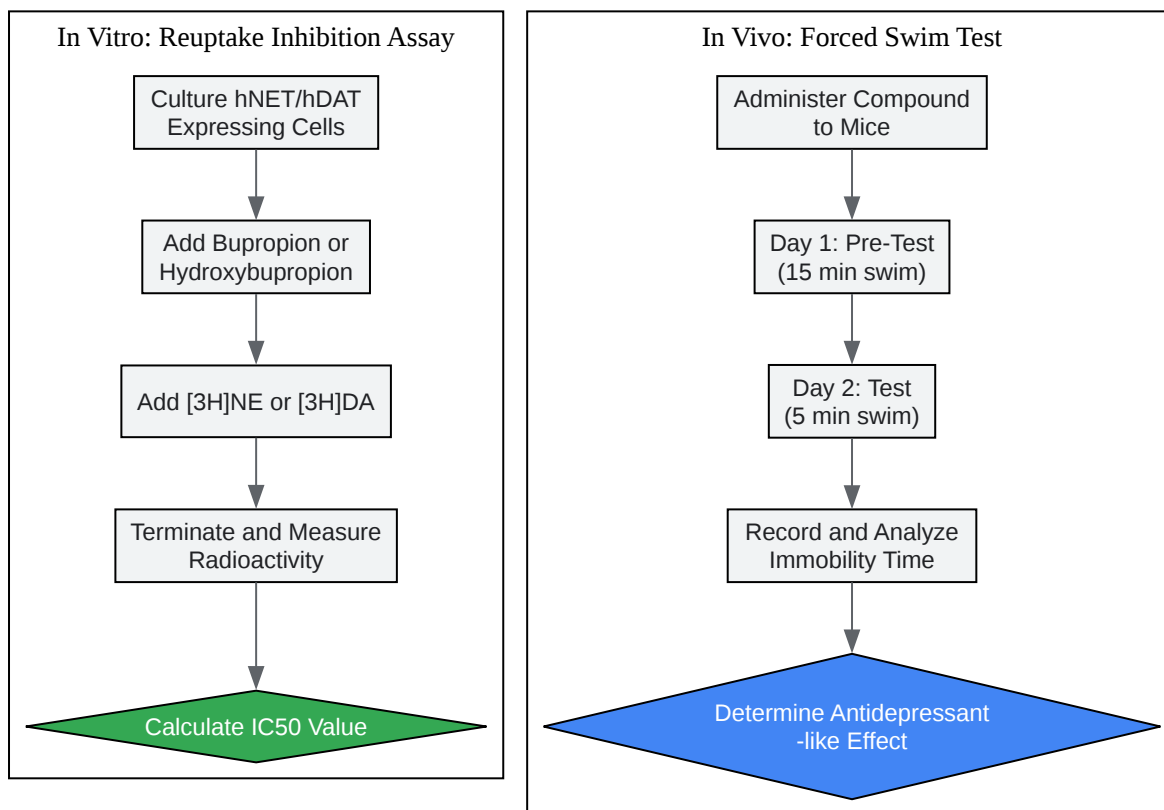 In Vitro: Reuptake Inhibition Assay
Culture hNET/hDAT
Expressing Cells
Add Bupropion or
Hydroxybupropion
Add [3H]NE or [3H]DA
Terminate and Measure
Radioactivity
Calculate IC50 Value
In Vivo: Forced Swim Test
Administer Compound
to Mice
Day 1: Pre-Test
(15 min swim)
Day 2: Test
(5 min swim)
Record and Analyze
Immobility Time
Determine Antidepressant
-like Effect